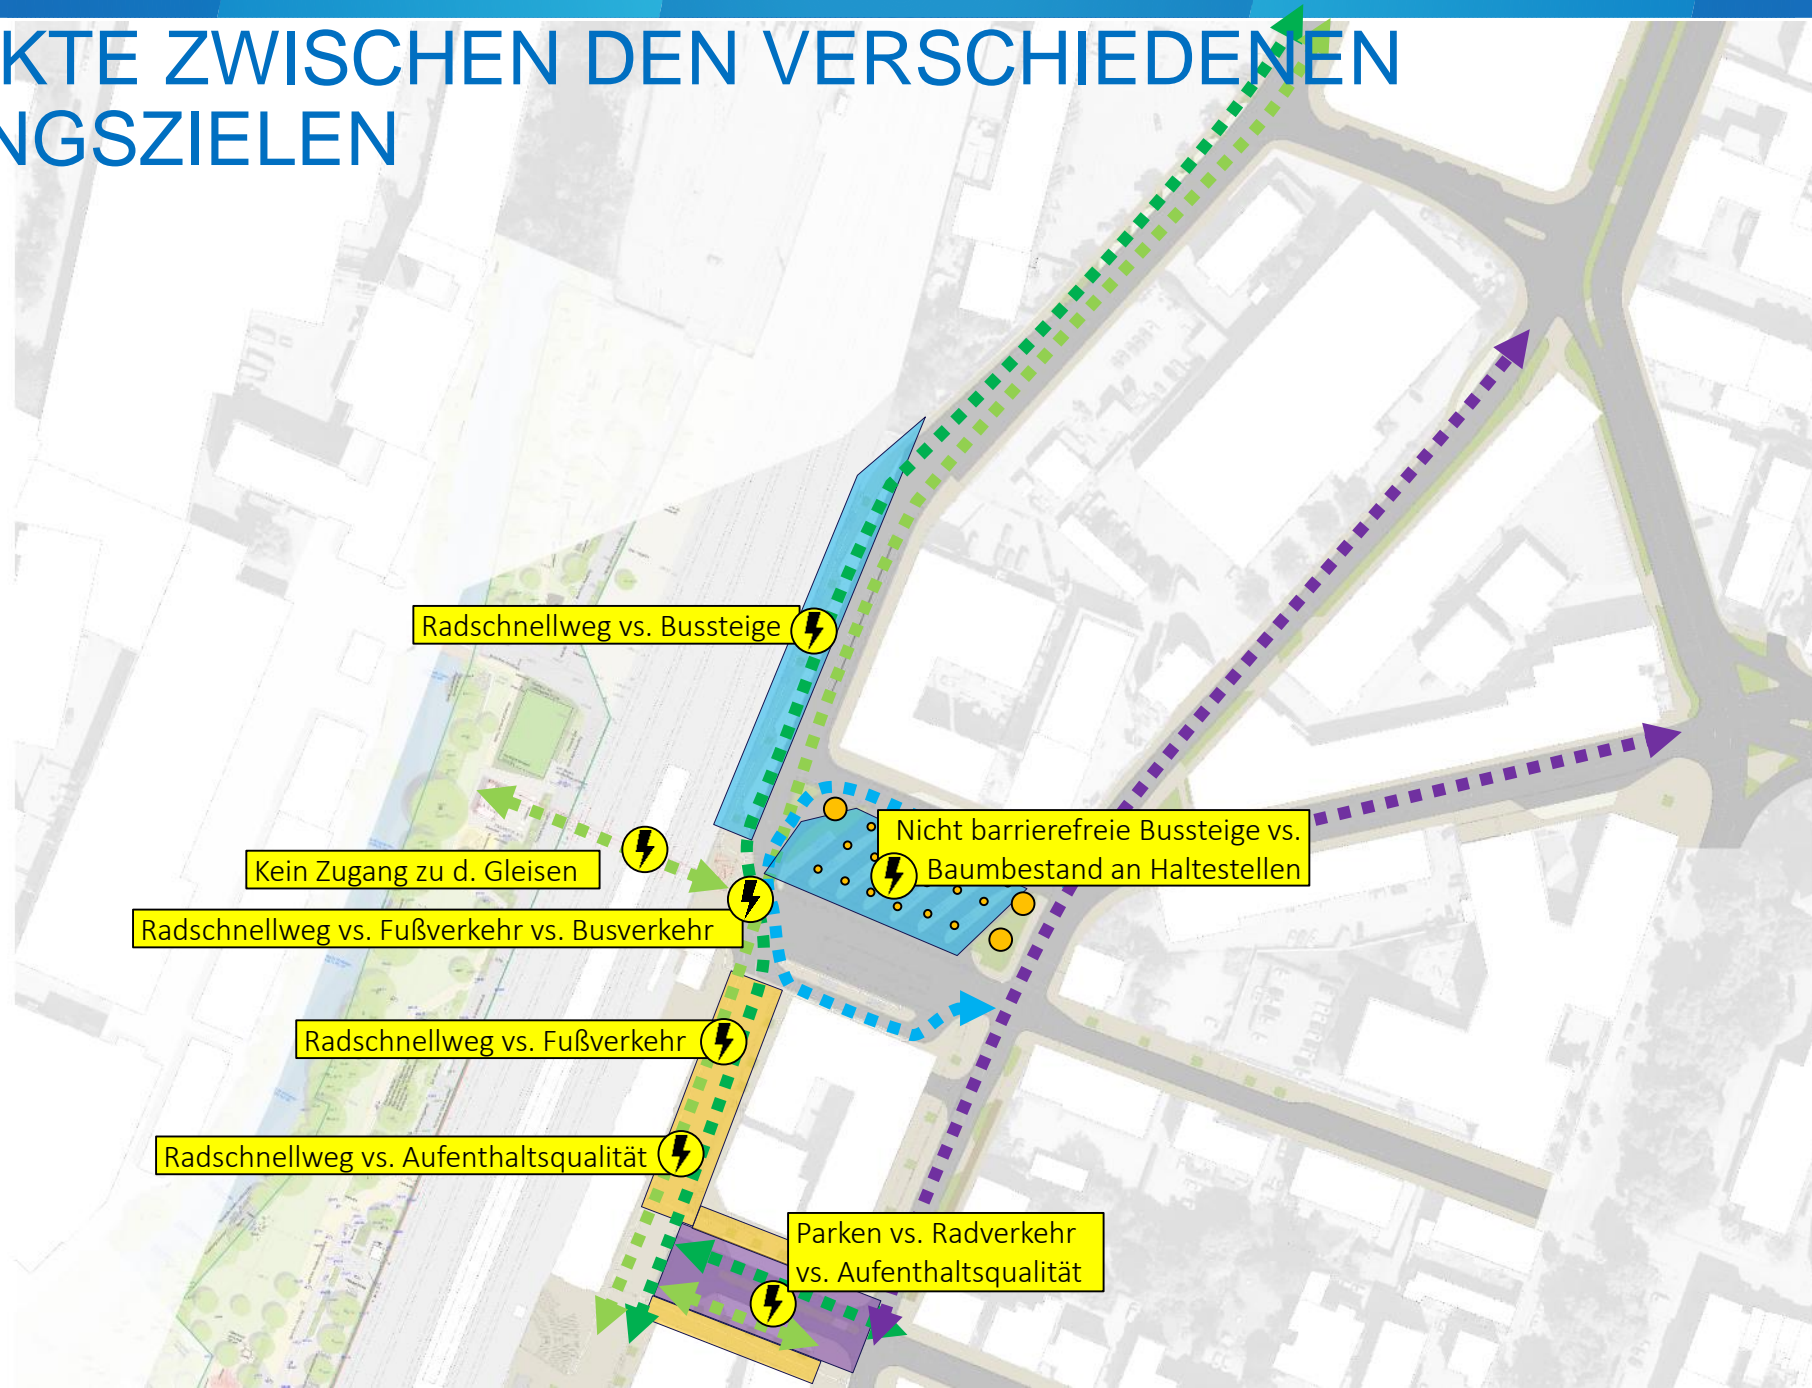 KTE ZWISCHEN DEN VERSCHIEDENEN
NGSZIELEN
Radschnellweg vs. Bussteige
Nicht barrierefreie Bussteige vs.
Baumbestand an Haltestellen
Kein Zugang zu d. Gleisen
Radschnellweg vs. Fußverkehr vs. Busverkehr
Radschnellweg vs. Fußverkehr
Radschnellweg vs. Aufenthaltsqualität
Parken vs. Radverkehr
vs. Aufenthaltsqualität